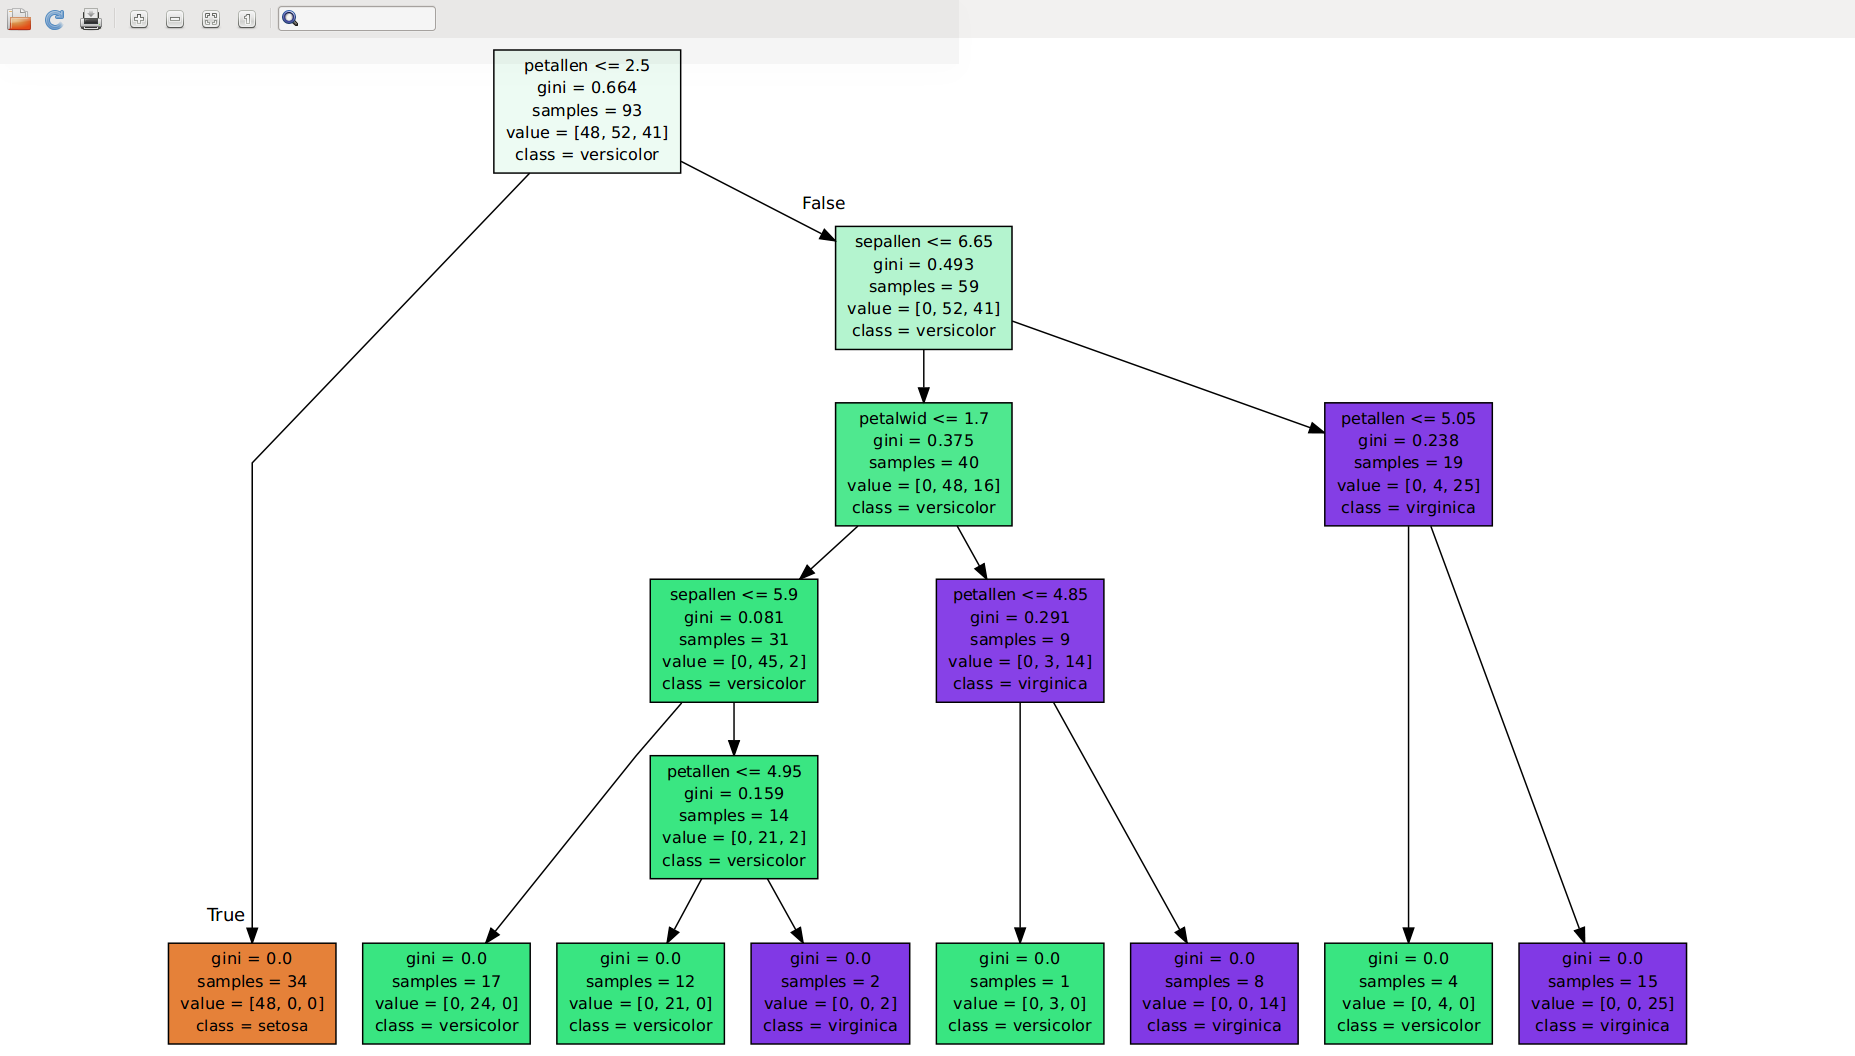 petallen <= 2.5
gini = 0.664
samples = 93
value = [48, 52, 41]
class = versicolor
False
sepallen <= 6.65
gini = 0.493
samples = 59
value = [0, 52, 41]
class = versicolor
petalwid <= 1.7
gini = 0.375
samples = 40
value = [0, 48, 16]
class = versicolor
petallen <= 5.05
gini = 0.238
samples = 19
value = [0, 4, 25]
class = virginica
sepallen <= 5.9
gini = 0.081
samples = 31
value = [0, 45, 2]
class = versicolor
petallen <= 4.85
gini = 0.291
samples = 9
value = [0, 3, 14]
class = virginica
petallen <= 4.95
gini = 0.159
samples = 14
value = [0, 21, 2]
class = versicolor
True
gini = 0.0
samples = 34
value = [48, 0, 0]
class = setosa
gini = 0.0
samples = 17
value = [0, 24, 0]
class = versicolor
gini = 0.0
samples = 12
value = [0, 21, 0]
class = versicolor
gini = 0.0
samples = 2
value = [0, 0, 2]
class = virginica
gini = 0.0
samples = 1
value = [0, 3, 0]
class = versicolor
gini = 0.0
samples = 8
value = [0, 0, 14]
class = virginica
gini = 0.0
samples = 4
value = [0, 4, 0]
class = versicolor
gini = 0.0
samples = 15
value = [0, 0, 25]
class = virginica